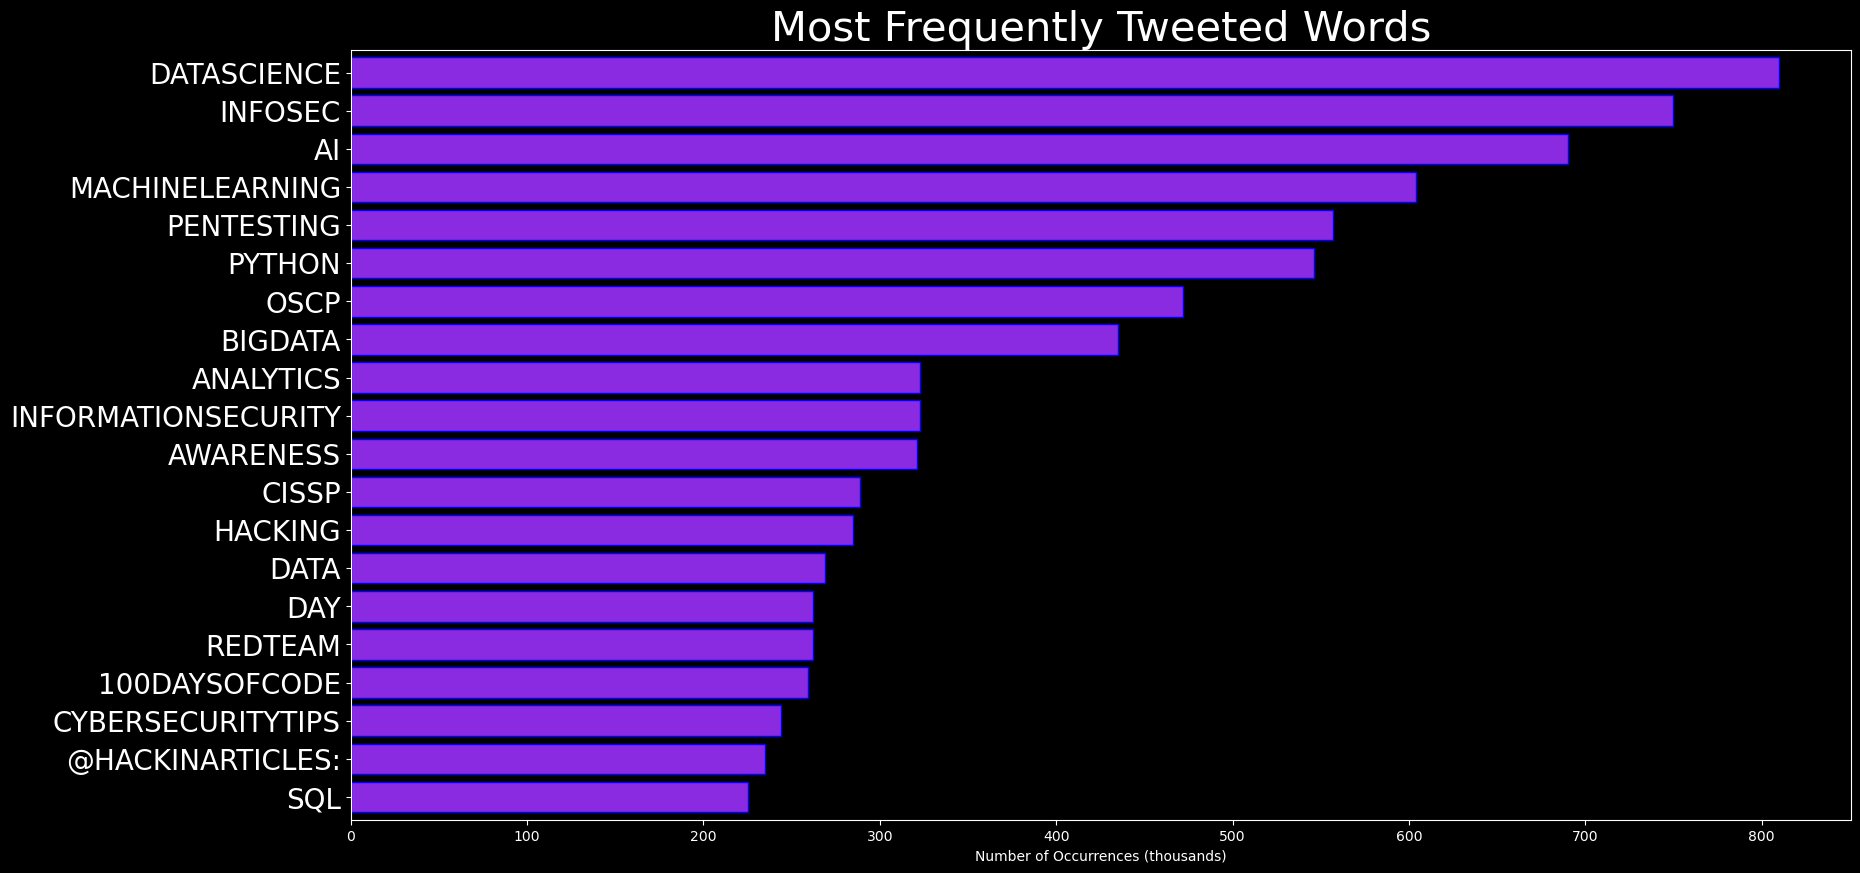 Most Frequently Tweeted Words
DATASCIENCE
INFOSEC
AI
MACHINELEARNING
PENTESTING
PYTHON
OSCP
BIGDATA
ANALYTICS
INFORMATIONSECURITY
AWARENESS
CISSP
HACKING
DATA
DAY
REDTEAM
100DAYSOFCODE
CYBERSECURITYTIPS
@HACKINARTICLES:
SQL
0 100 200 300 400 500 600 700 800
Number of Occurrences (thousands)